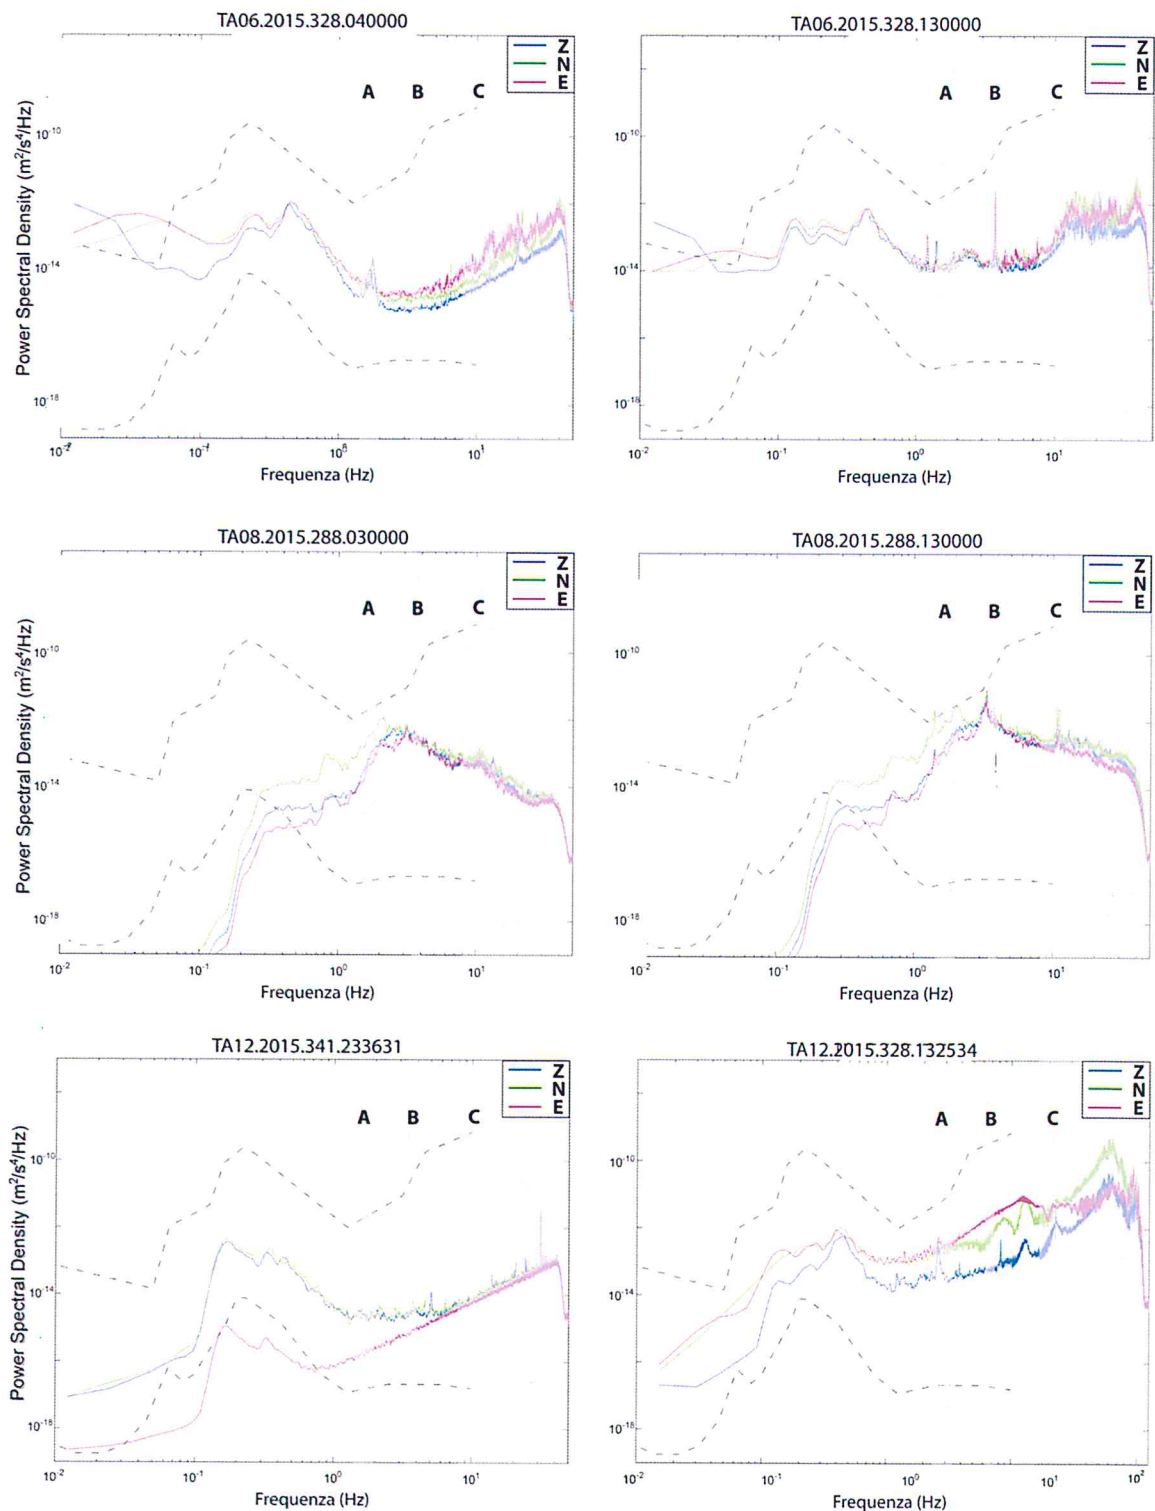 TA06.2015.328.040000
Z
N
E
A B C
Power Spectral Density (m²/s⁴/Hz)
10⁻¹⁰
10⁻¹⁴
10⁻¹⁸
10¹
Frequenza (Hz)
TA06.2015.328.130000
Z
N
E
A B C
10⁻¹⁰
10⁻¹⁴
10⁻¹⁸
10⁻² 10⁻¹ 10⁰ 10¹
Frequenza (Hz)
TA08.2015.288.030000
Z
N
E
A B C
Power Spectral Density (m²/s⁴/Hz)
10⁻¹⁰
10⁻¹⁴
10⁻¹⁸
10⁻² 10⁻¹ 10⁰ 10¹
Frequenza (Hz)
TA08.2015.288.130000
Z
N
E
A B C
10⁻¹⁰
10⁻¹⁴
10⁻¹⁸
10⁻² 10⁻¹ 10⁰ 10¹
Frequenza (Hz)
TA12.2015.341.233631
Z
N
E
A B C
Power Spectral Density (m²/s⁴/Hz)
10⁻¹⁰
10⁻¹⁴
10⁻¹⁸
10⁻² 10⁻¹ 10⁰ 10¹
Frequenza (Hz)
TA12.2015.328.132534
Z
N
E
A B C
10⁻¹⁰
10⁻¹⁴
10⁻¹⁸
10⁻² 10⁻¹ 10⁰ 10¹ 10²
Frequenza (Hz)